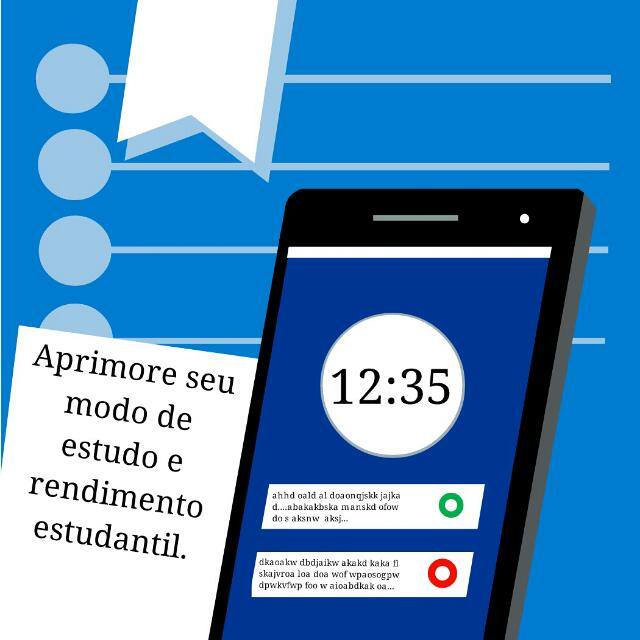 Aprimore seu
modo de
estudo e
rendimento
estudantil.
12:35
ahhd oald al doaonqjskk jajka
d....abakakbska manskd ofow
do s aksnw aksj...
dkaoakw dbdjaikw akakd kaka fl
skajvroa loa doa wof wpaosogpw
dpwkvfwp foo w aioabdkak oa...